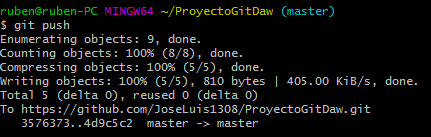 ruben@ruben-PC MINGW64 ~/ProyectoGitDaw (master)
$ git push
Enumerating objects: 9, done.
Counting objects: 100% (8/8), done.
Compressing objects: 100% (5/5), done.
Writing objects: 100% (5/5), 810 bytes | 405.00 KiB/s, done.
Total 5 (delta 0), reused 0 (delta 0)
To https://github.com/JoseLuis1308/ProyectoGitDaw.git
   3576373..4d9c5c2  master -> master